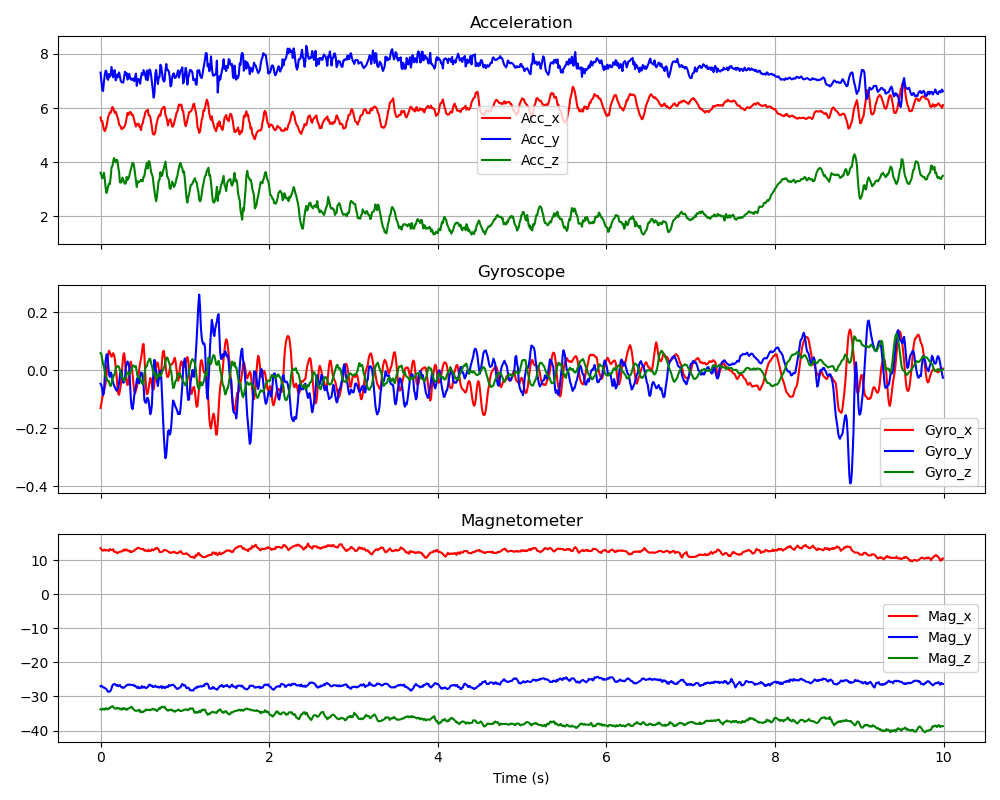 Acceleration
8
6
4
2
Acc_x
Acc_y
Acc_z
Gyroscope
0.2
0.0
−0.2
−0.4
Gyro_x
Gyro_y
Gyro_z
Magnetometer
10
0
−10
−20
−30
−40
Mag_x
Mag_y
Mag_z
0 2 4 6 8 10
Time (s)